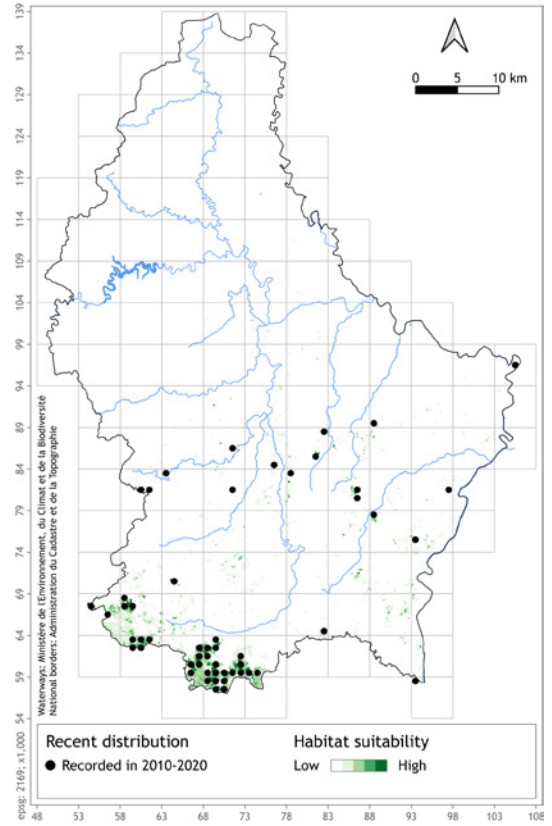 139
134
129
124
119
114
109
104
99
94
89
84
79
74
69
64
59
54
0 5 10 km
Waterways: Ministère de l'Environnement, du Climat et de la Biodiversité
National borders: Administration du Cadastre et de la Topographie
epsg: 2169; x1,000
Recent distribution
Recorded in 2010-2020
Habitat suitability
Low High
48 53 58 63 68 73 78 83 88 93 98 103 108